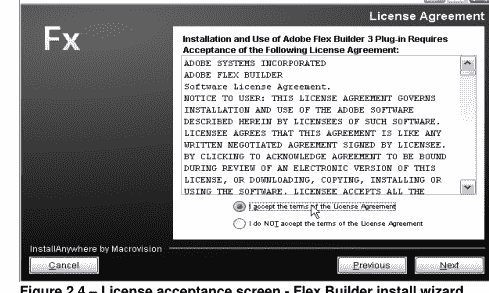 License Agreement
Fx
Installation and Use of Adobe Flex Builder 3 Plug-in Requires
Acceptance of the Following License Agreement:
ADOBE SYSTEMS INCORPORATED
ADOBE FLEX BUILDER
Software License Agreement.
NOTICE TO USER: THIS LICENSE AGREEMENT GOVERNS
INSTALLATION AND USE OF THE ADOBE SOFTWARE
DESCRIBED HEREIN BY LICENSEES OF SUCH SOFTWARE.
LICENSEE AGREES THAT THIS AGREEMENT IS LIKE ANY
WRITTEN NEGOTIATED AGREEMENT SIGNED BY LICENSEE.
BY CLICKING TO ACKNOWLEDGE AGREEMENT TO BE BOUND
DURING REVIEW OF AN ELECTRONIC VERSION OF THIS
LICENSE, OR DOWNLOADING, COPYING, INSTALLING OR
USING THE SOFTWARE, LICENSEE ACCEPTS ALL THE
I accept the terms of the License Agreement
I do NOT accept the terms of the License Agreement
InstallAnywhere by Macrovision
Cancel
Previous
Next
Figure 2.4 – License acceptance screen - Flex Builder install wizard